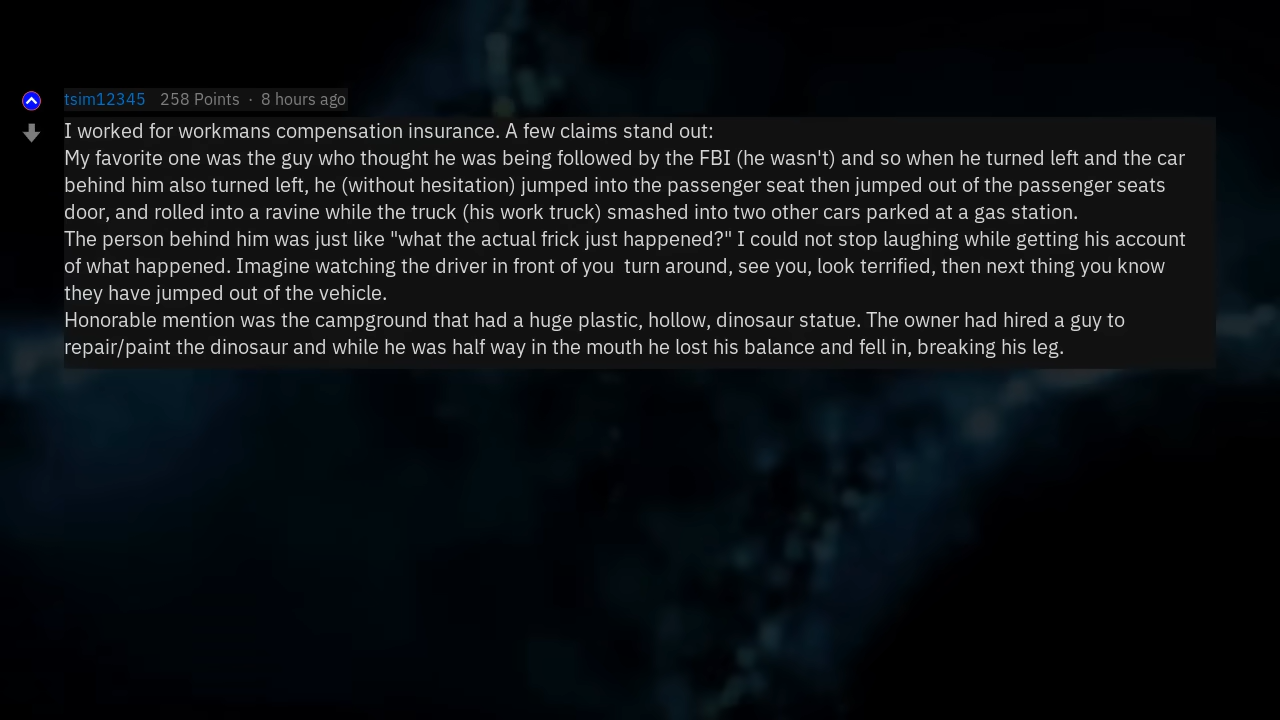 tsim12345 258 Points · 8 hours ago
I worked for workmans compensation insurance. A few claims stand out:
My favorite one was the guy who thought he was being followed by the FBI (he wasn't) and so when he turned left and the car
behind him also turned left, he (without hesitation) jumped into the passenger seat then jumped out of the passenger seats
door, and rolled into a ravine while the truck (his work truck) smashed into two other cars parked at a gas station.
The person behind him was just like "what the actual frick just happened?" I could not stop laughing while getting his account
of what happened. Imagine watching the driver in front of you  turn around, see you, look terrified, then next thing you know
they have jumped out of the vehicle.
Honorable mention was the campground that had a huge plastic, hollow, dinosaur statue. The owner had hired a guy to
repair/paint the dinosaur and while he was half way in the mouth he lost his balance and fell in, breaking his leg.